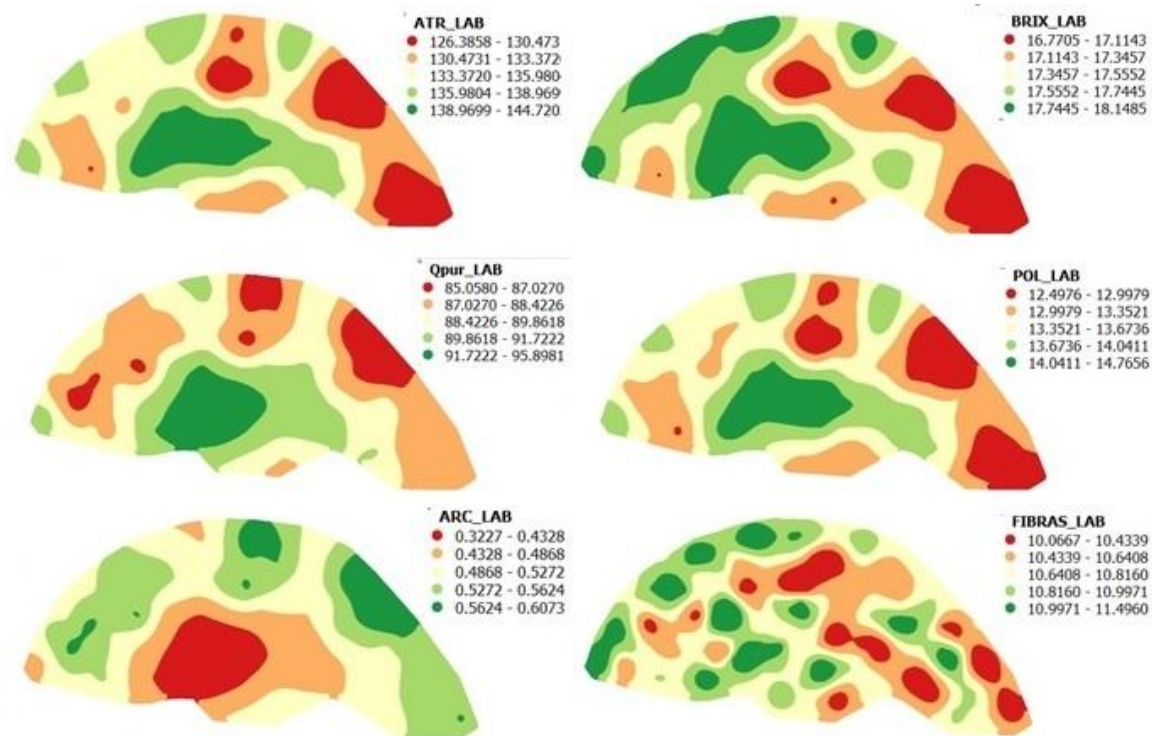 ATR_LAB
126.3858 - 130.473
130.4731 - 133.372
133.3720 - 135.980
135.9804 - 138.969
138.9699 - 144.720
BRIX_LAB
16.7705 - 17.1143
17.1143 - 17.3457
17.3457 - 17.5552
17.5552 - 17.7445
17.7445 - 18.1485
Qpur_LAB
85.0580 - 87.0270
87.0270 - 88.4226
88.4226 - 89.8618
89.8618 - 91.7222
91.7222 - 95.8981
POL_LAB
12.4976 - 12.9979
12.9979 - 13.3521
13.3521 - 13.6736
13.6736 - 14.0411
14.0411 - 14.7656
ARC_LAB
0.3227 - 0.4328
0.4328 - 0.4868
0.4868 - 0.5272
0.5272 - 0.5624
0.5624 - 0.6073
FIBRAS_LAB
10.0667 - 10.4339
10.4339 - 10.6408
10.6408 - 10.8160
10.8160 - 10.9971
10.9971 - 11.4960